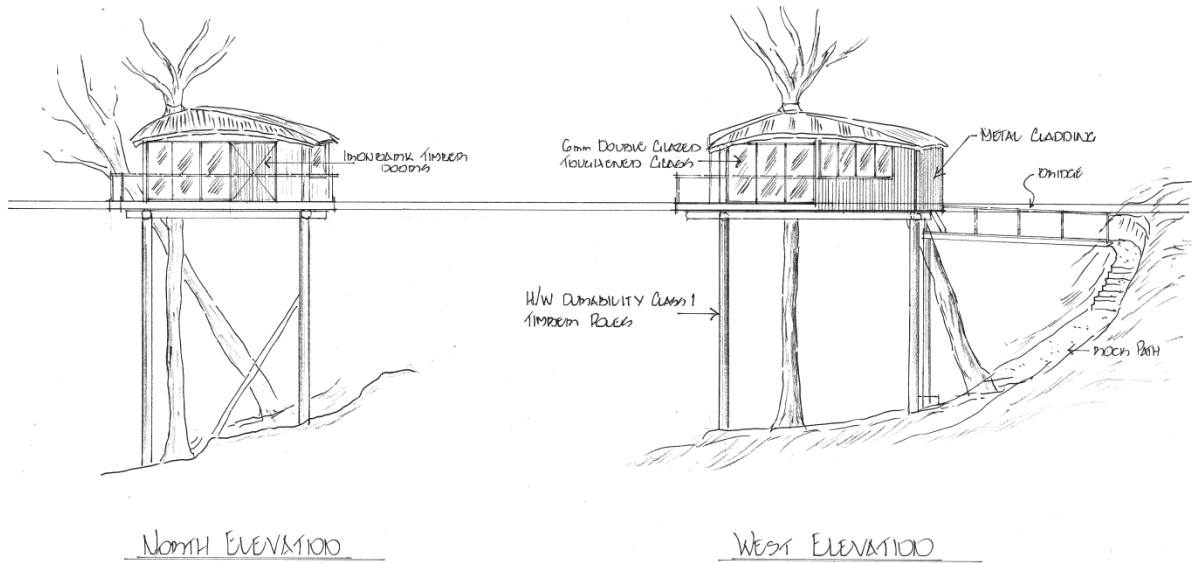 IRONBARK TIMBER
DOORS
6mm DOUBLE GLAZED
TOUGHENED GLASS
METAL CLADDING
BRIDGE
H/W DURABILITY CLASS 1
TIMBER POLES
ROCK PATH
NORTH ELEVATION
WEST ELEVATION